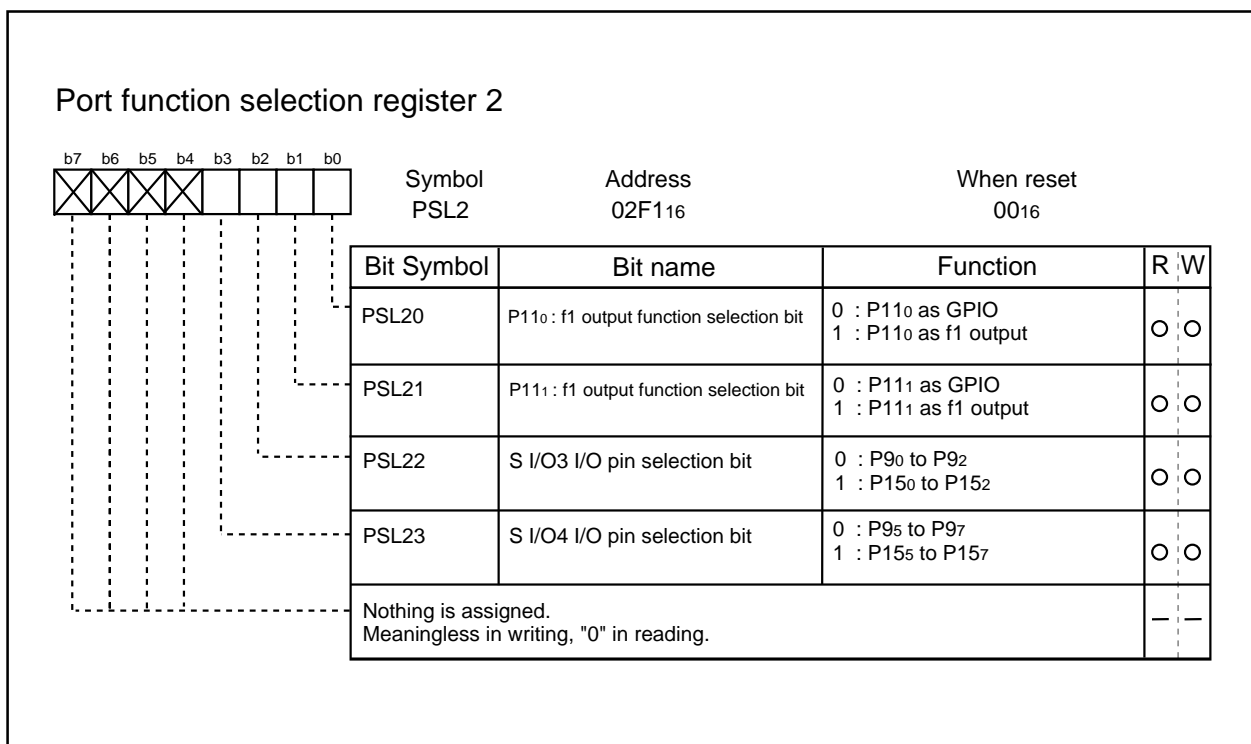 Port function selection register 2
b7 b6 b5 b4 b3 b2 b1 b0
Symbol Address When reset
PSL2 02F116 0016
Bit Symbol Bit name Function R W
PSL20 P110 : f1 output function selection bit 0 : P110 as GPIO
1 : P110 as f1 output
PSL21 P111 : f1 output function selection bit 0 : P111 as GPIO
1 : P111 as f1 output
PSL22 S I/O3 I/O pin selection bit 0 : P90 to P92
1 : P150 to P152
PSL23 S I/O4 I/O pin selection bit 0 : P95 to P97
1 : P155 to P157
Nothing is assigned.
Meaningless in writing, "0" in reading. – –